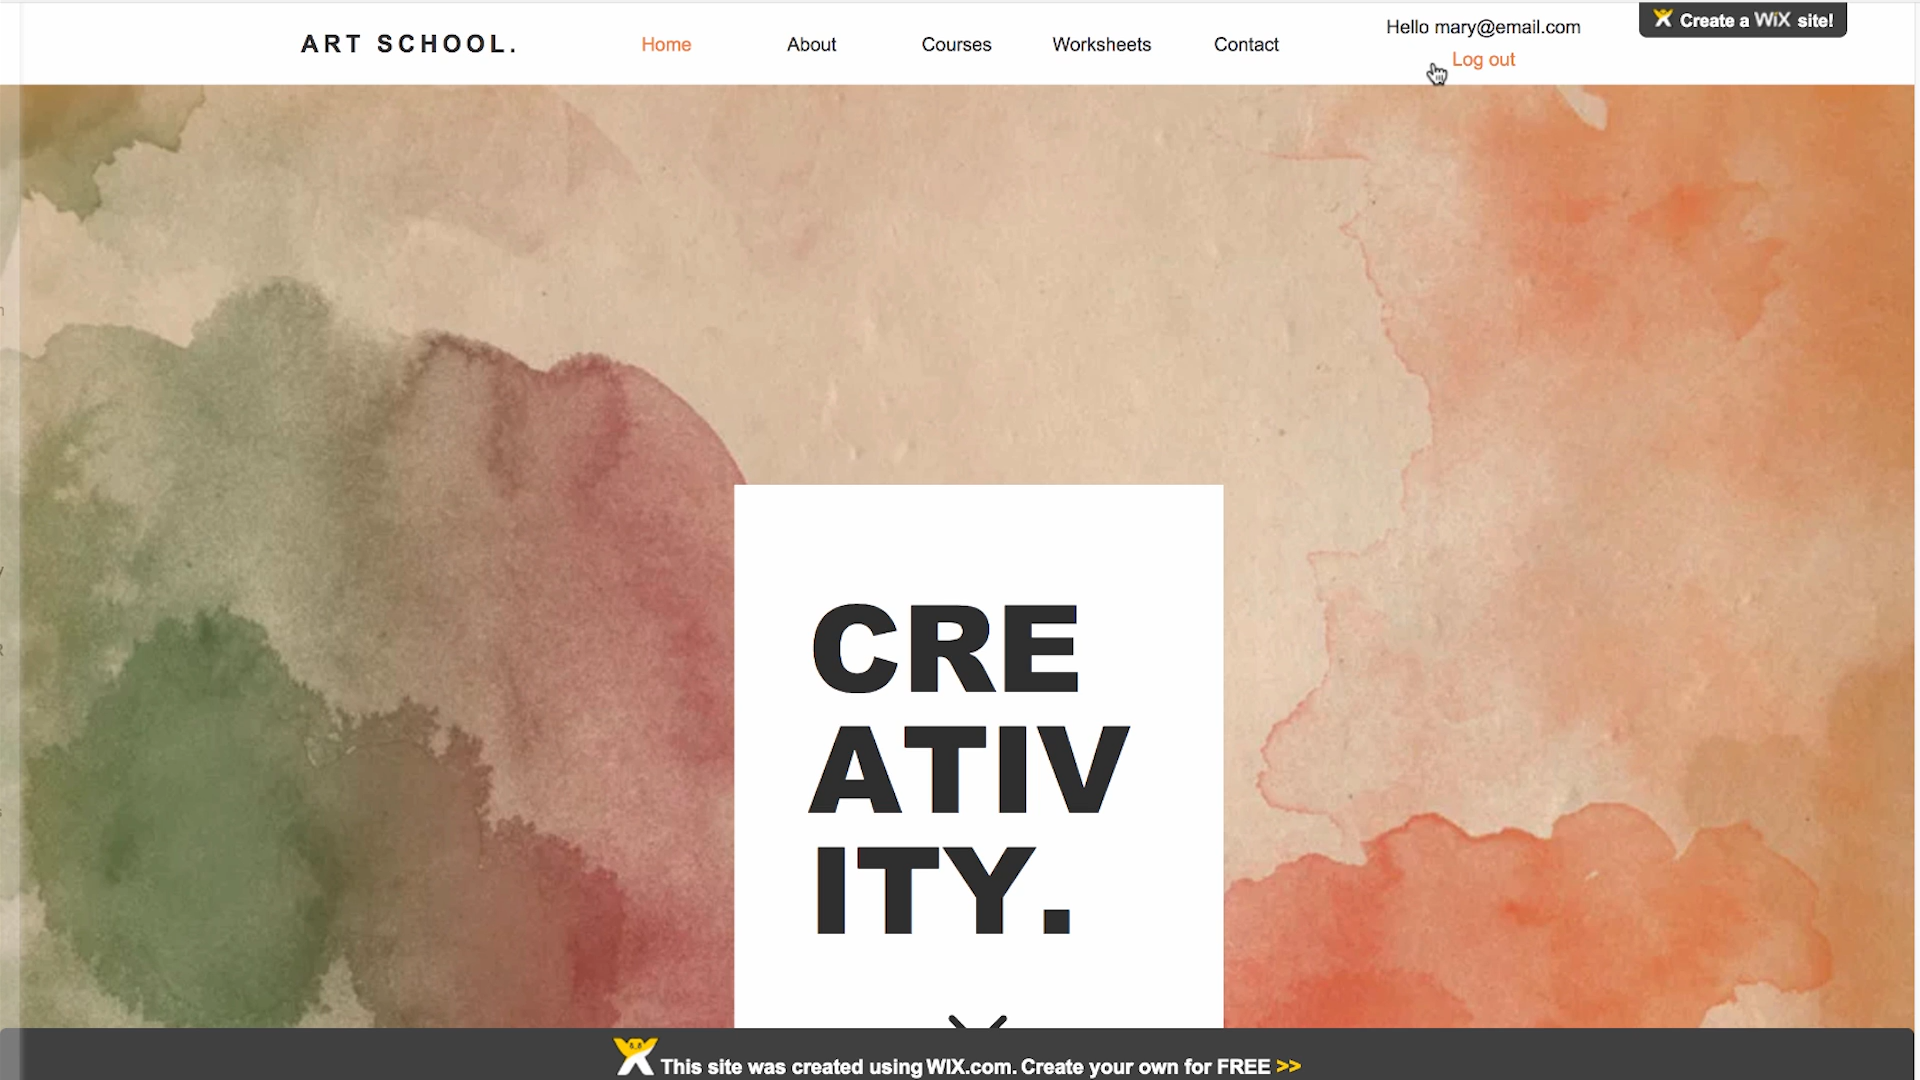 ART SCHOOL.
Home
About
Courses
Worksheets
Contact
Hello mary@email.com
Log out
Create a WiX site!
CRE
ATIV
ITY.
This site was created using WIX.com. Create your own for FREE >>